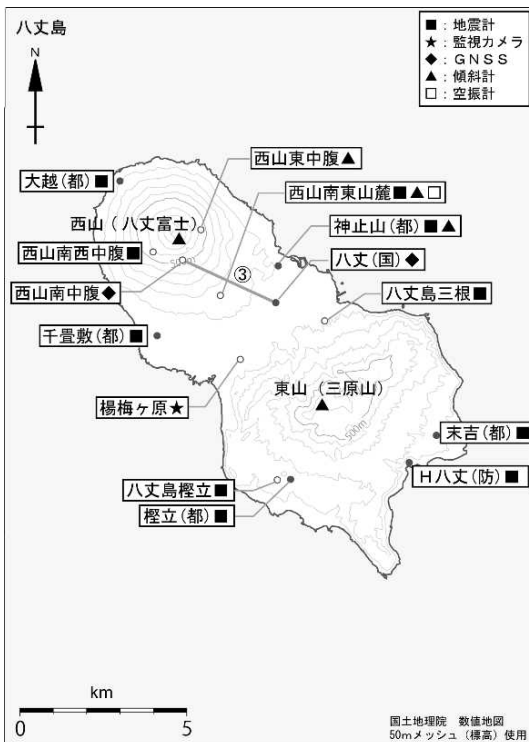 八丈島
■：地震計
★：監視カメラ
◆：ＧＮＳＳ
▲：傾斜計
□：空振計
N
西山東中腹▲
大越(都)■
西山南東山麓■▲□
西山（八丈富士）
神止山(都)■▲
西山南西中腹■
八丈(国)◆
③
西山南中腹◆
八丈島三根■
千畳敷(都)■
東山（三原山）
楊梅ヶ原★
500m
末吉(都)■
Ｈ八丈(防)■
八丈島樫立■
樫立(都)■
km
0 5
国土地理院　数値地図
50mメッシュ（標高）使用